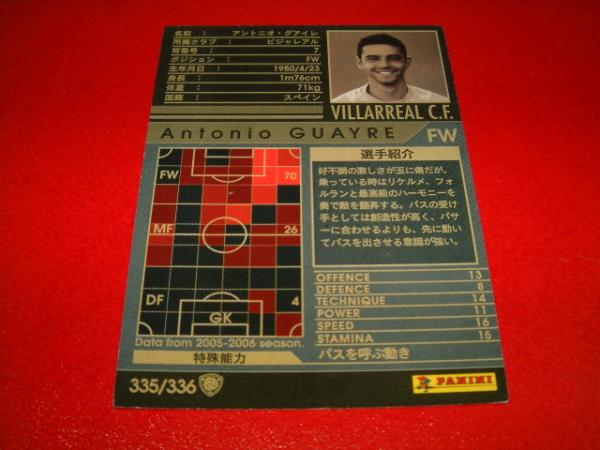 名前 : アントニオ・グアイレ
所属クラブ : ビジャレアル
背番号 : 7
ポジション : FW
生年月日 : 1980/4/23
身長 : 1m76cm
体重 : 71kg
国籍 : スペイン
VILLARREAL C.F.
Antonio GUAYRE
FW
FW 70
MF 26
DF 4
GK
Data from 2005-2006 season.
選手紹介
好不調の激しさが玉に傷だが、
乗っている時はリケルメ、フォ
ルランと最高級のハーモニーを
奏で敵を翻弄する。パスの受け
手としては創造性が高く、パサ
ーに合わせるよりも、先に動い
てパスを出させる意識が強い。
OFFENCE 13
DEFENCE 8
TECHNIQUE 14
POWER 11
SPEED 16
STAMINA 15
特殊能力
パスを呼ぶ動き
335/336
PANINI